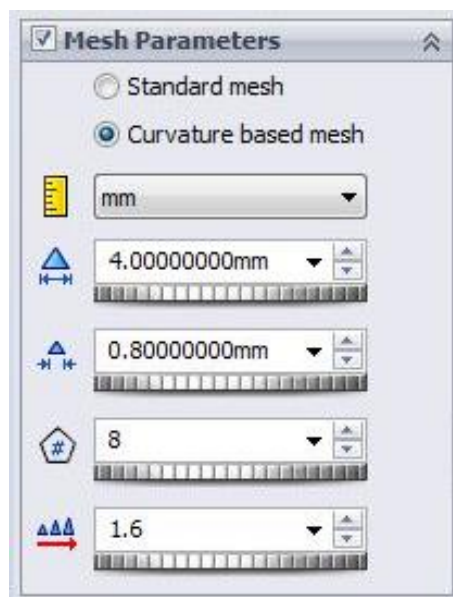 Mesh Parameters
Standard mesh
Curvature based mesh
mm
4.00000000mm
0.80000000mm
#
8
1.6